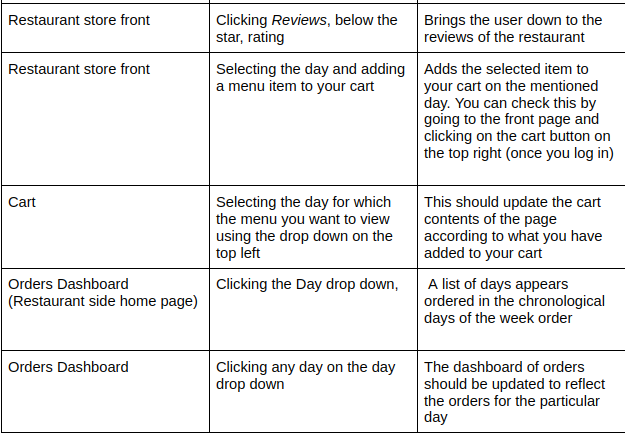 Restaurant store front
Clicking Reviews, below the
star, rating
Brings the user down to the
reviews of the restaurant
Restaurant store front
Selecting the day and adding
a menu item to your cart
Adds the selected item to
your cart on the mentioned
day. You can check this by
going to the front page and
clicking on the cart button on
the top right (once you log in)
Cart
Selecting the day for which
the menu you want to view
using the drop down on the
top left
This should update the cart
contents of the page
according to what you have
added to your cart
Orders Dashboard
(Restaurant side home page)
Clicking the Day drop down,
A list of days appears
ordered in the chronological
days of the week order
Orders Dashboard
Clicking any day on the day
drop down
The dashboard of orders
should be updated to reflect
the orders for the particular
day